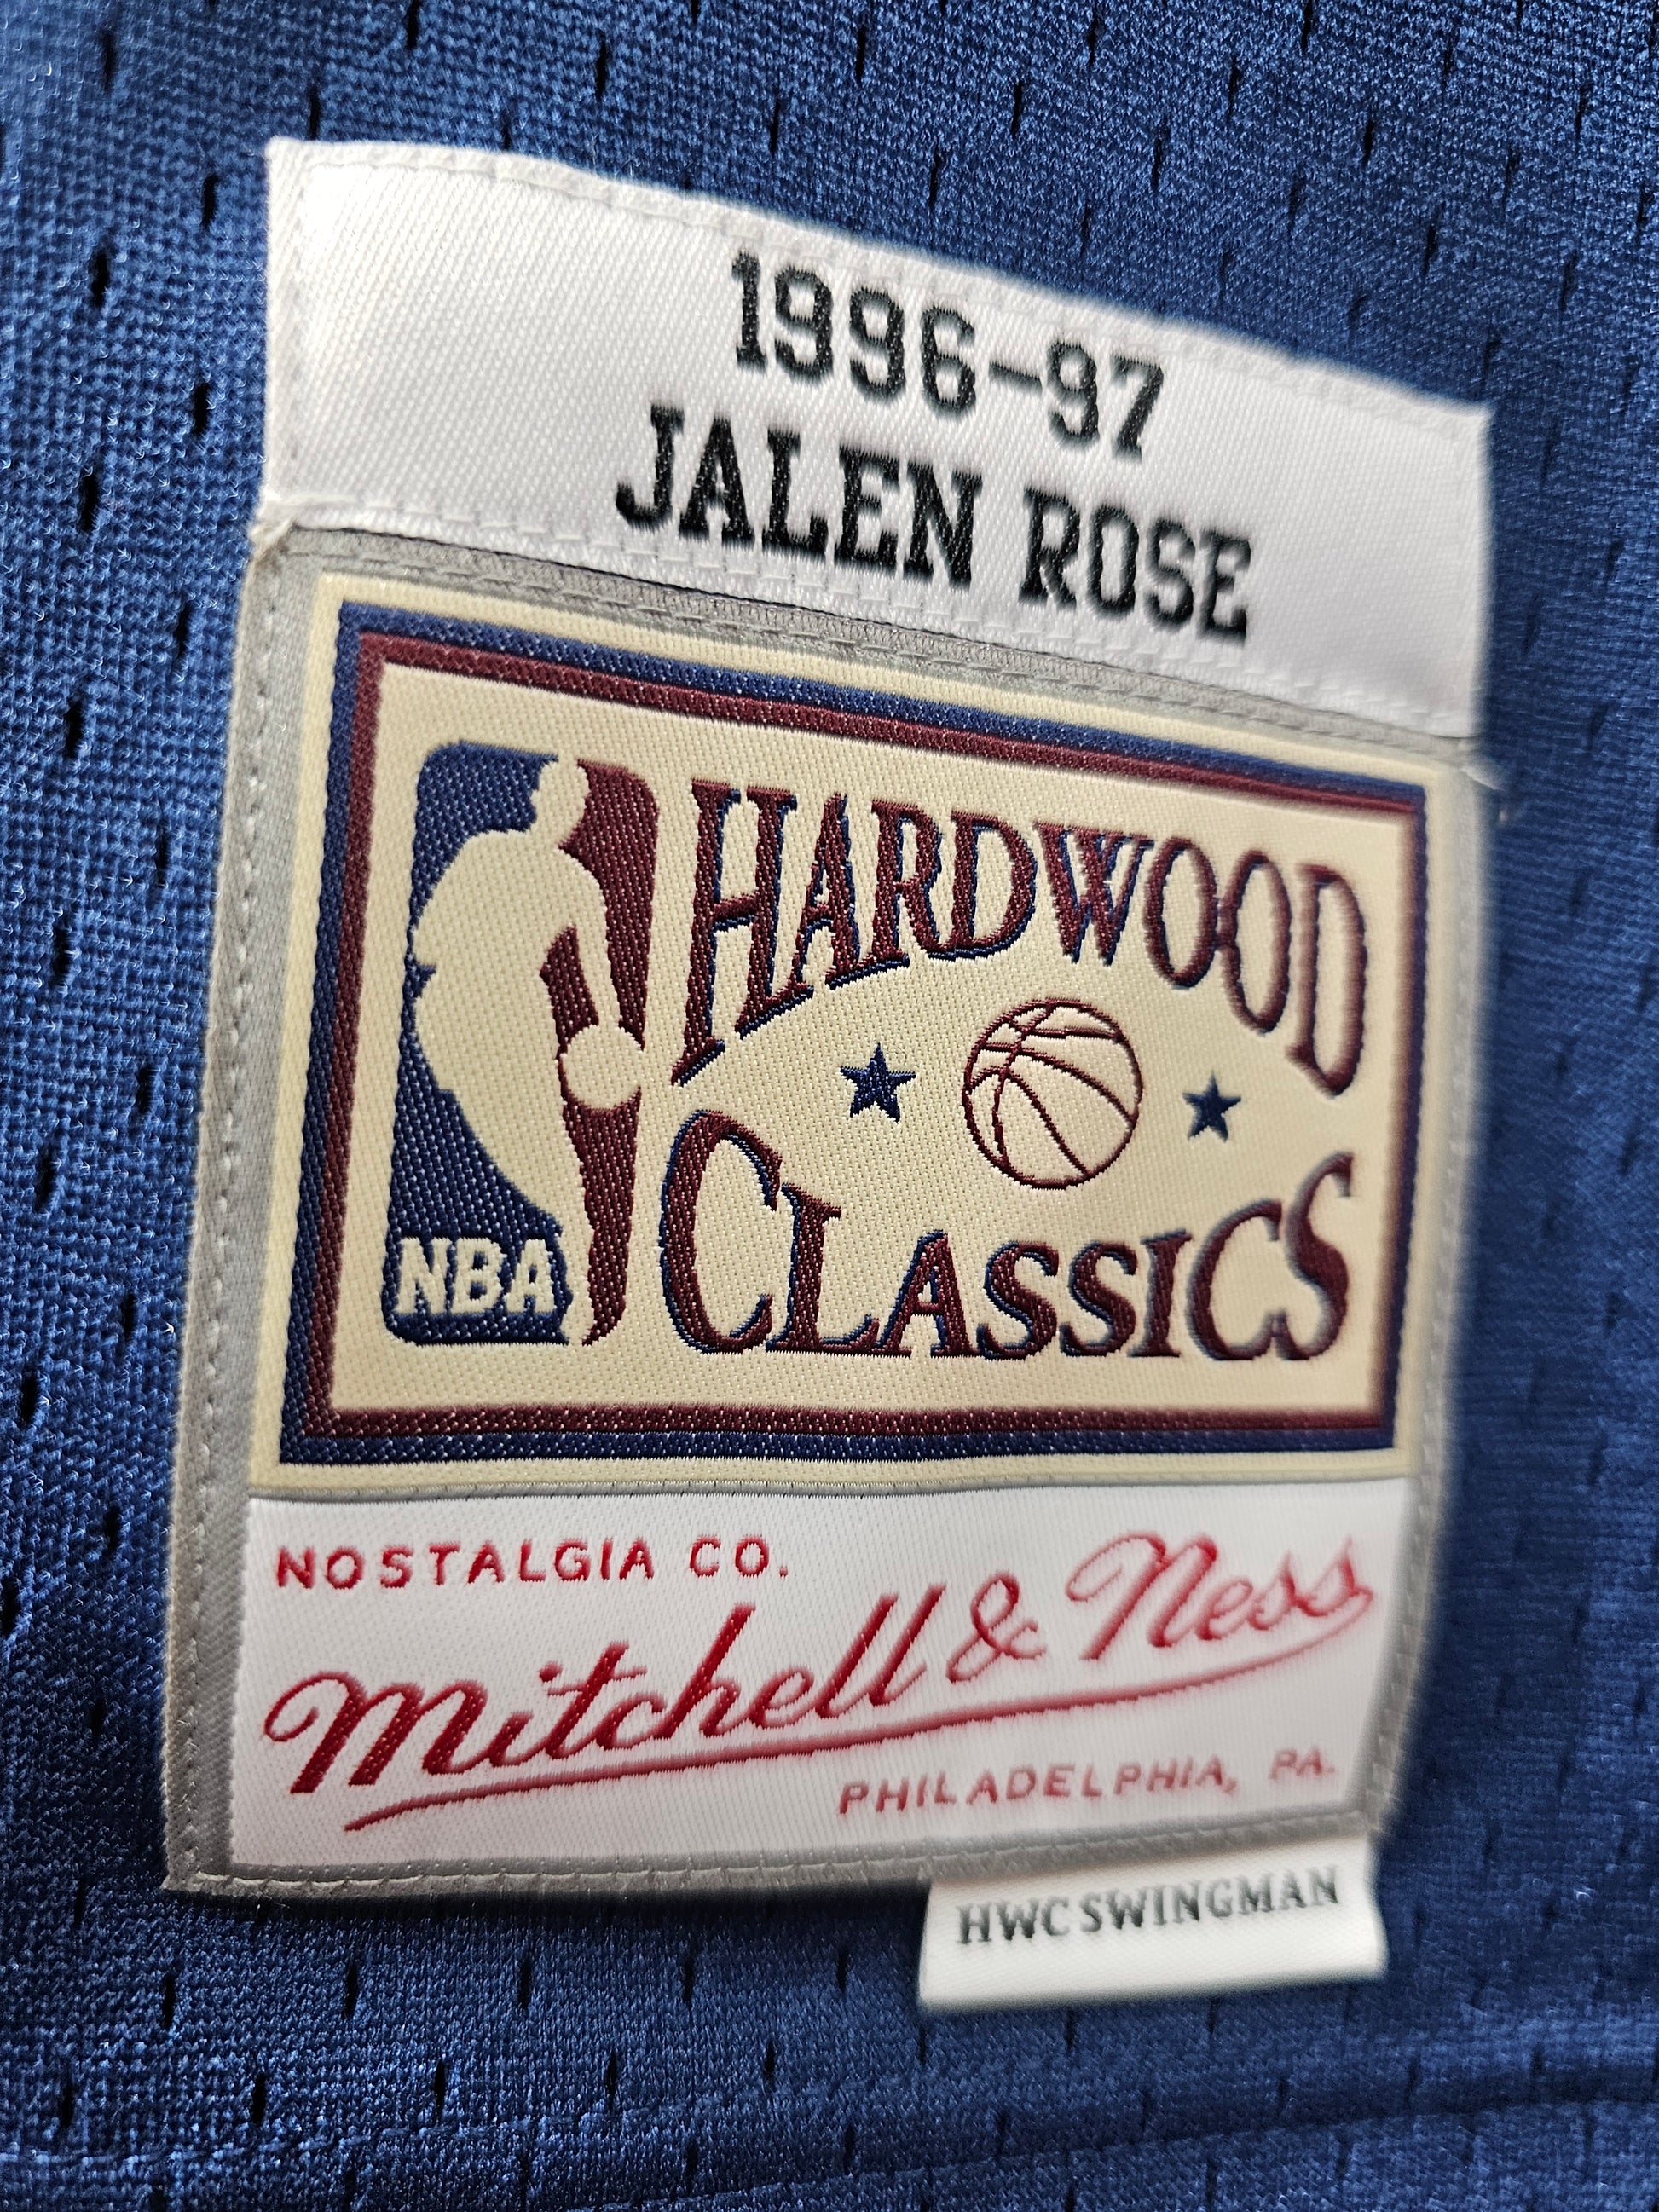 1996-97
JALEN ROSE
HARDWOOD
CLASSICS
NBA
NOSTALGIA CO.
Mitchell & Ness
PHILADELPHIA, PA.
HWC SWINGMAN